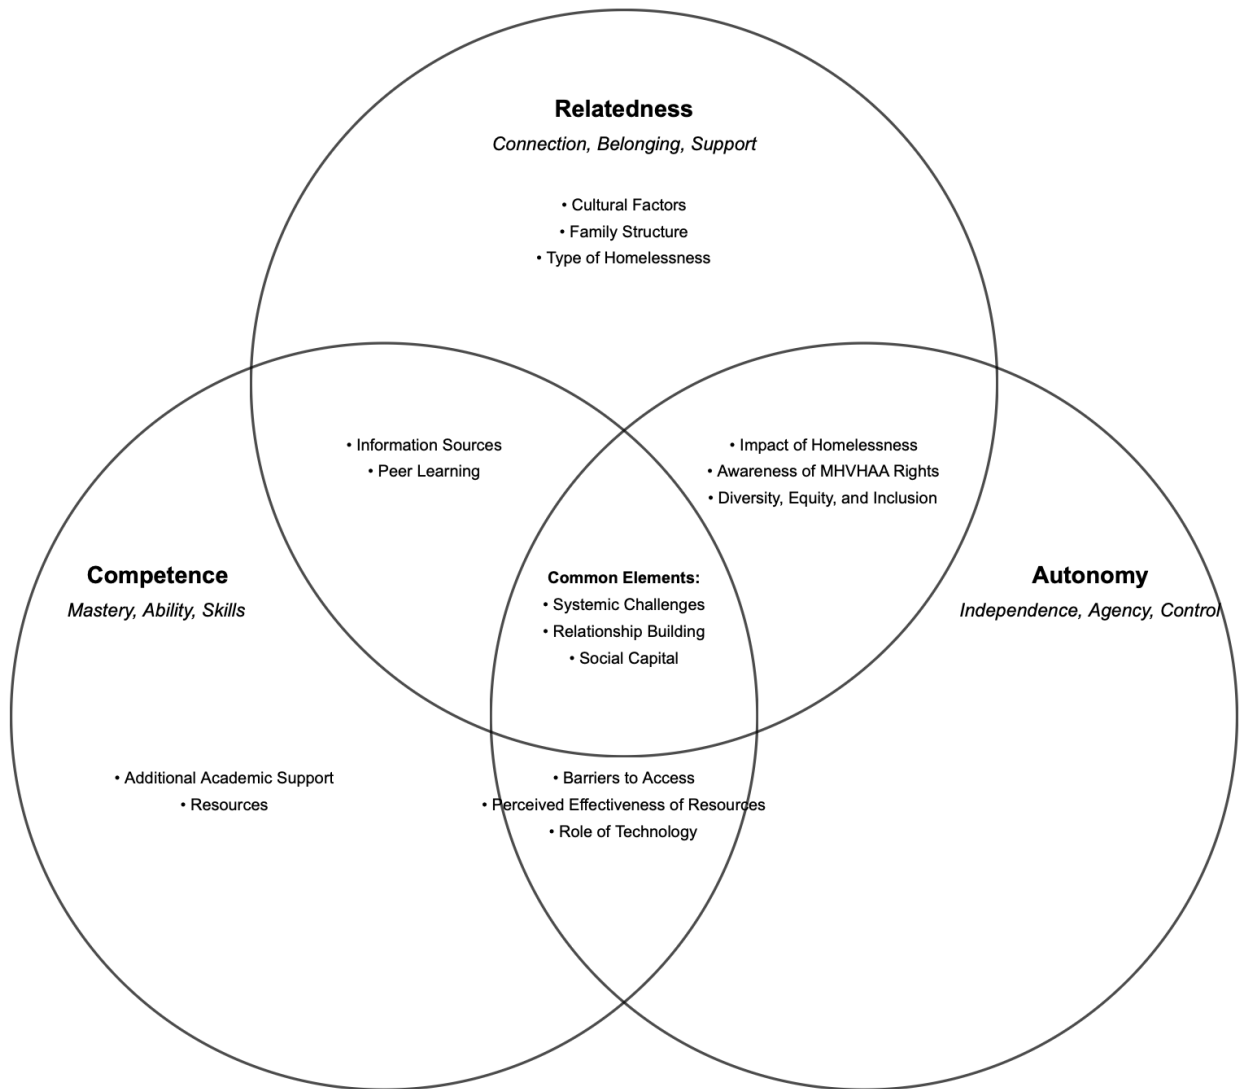 Relatedness
Connection, Belonging, Support
• Cultural Factors
• Family Structure
• Type of Homelessness
• Information Sources
• Peer Learning
• Impact of Homelessness
• Awareness of MHVHAA Rights
• Diversity, Equity, and Inclusion
Competence
Mastery, Ability, Skills
Common Elements:
• Systemic Challenges
• Relationship Building
• Social Capital
Autonomy
Independence, Agency, Control
• Additional Academic Support
• Resources
• Barriers to Access
• Perceived Effectiveness of Resources
• Role of Technology